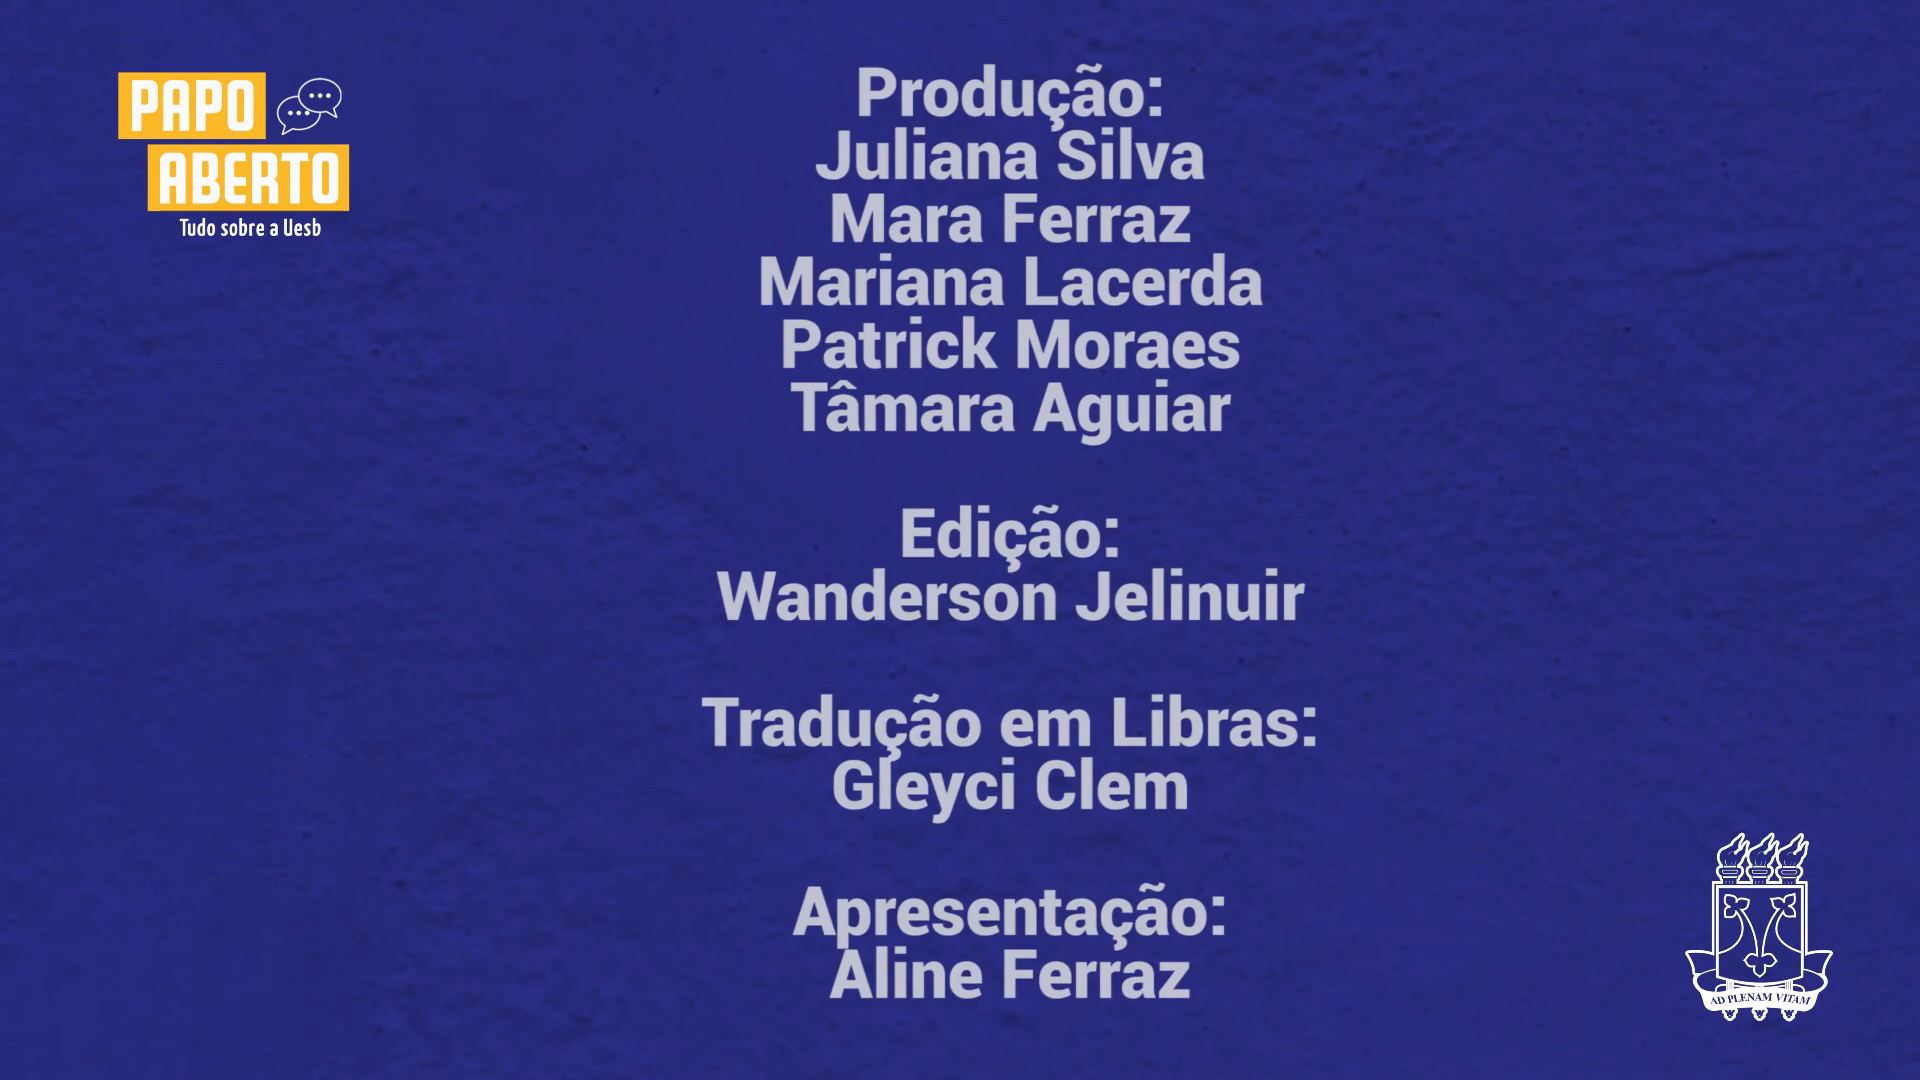 PAPO
ABERTO
Tudo sobre a Uesb
Produção:
Juliana Silva
Mara Ferraz
Mariana Lacerda
Patrick Moraes
Tâmara Aguiar
Edição:
Wanderson Jelinuir
Tradução em Libras:
Gleyci Clem
Apresentação:
Aline Ferraz
AD PLENAM VITAM